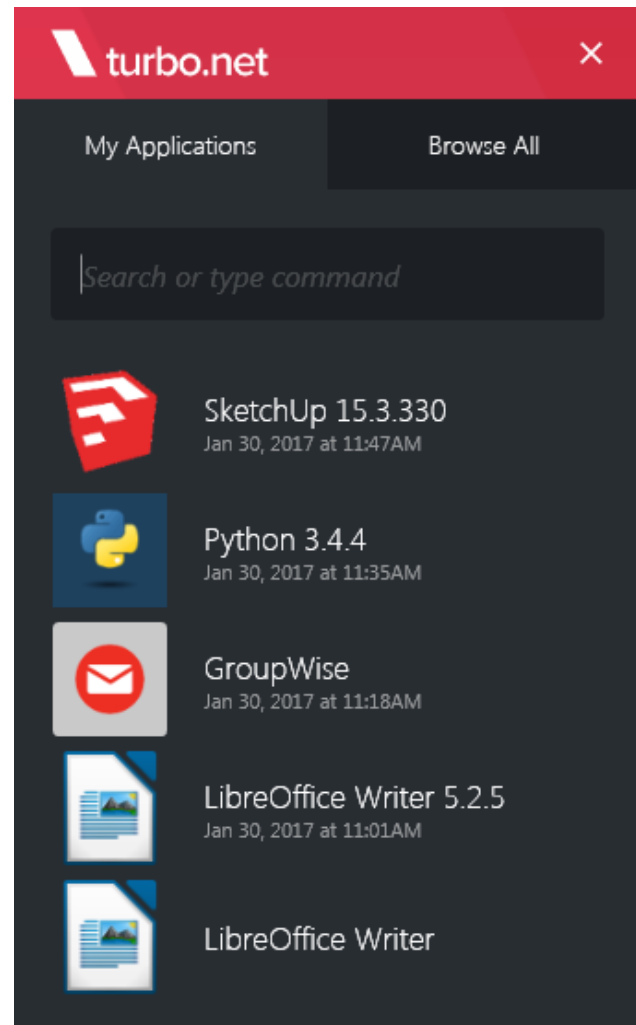 turbo.net
My Applications
Browse All
Search or type command
SketchUp 15.3.330
Jan 30, 2017 at 11:47AM
Python 3.4.4
Jan 30, 2017 at 11:35AM
GroupWise
Jan 30, 2017 at 11:18AM
LibreOffice Writer 5.2.5
Jan 30, 2017 at 11:01AM
LibreOffice Writer